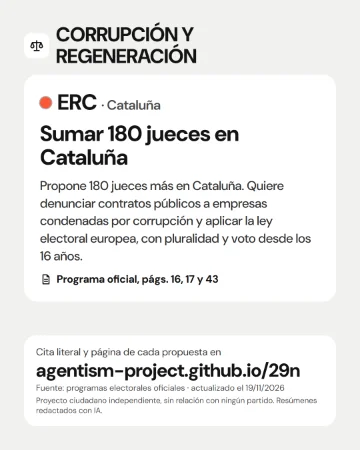 CORRUPCIÓN Y
REGENERACIÓN
ERC · Cataluña
Sumar 180 jueces en
Cataluña
Propone 180 jueces más en Cataluña. Quiere
denunciar contratos públicos a empresas
condenadas por corrupción y aplicar la ley
electoral europea, con pluralidad y voto desde los
16 años.
Programa oficial, págs. 16, 17 y 43
Cita literal y página de cada propuesta en
agentism-project.github.io/29n
Fuente: programas electorales oficiales · actualizado el 19/11/2026
Proyecto ciudadano independiente, sin relación con ningún partido. Resúmenes
redactados con IA.